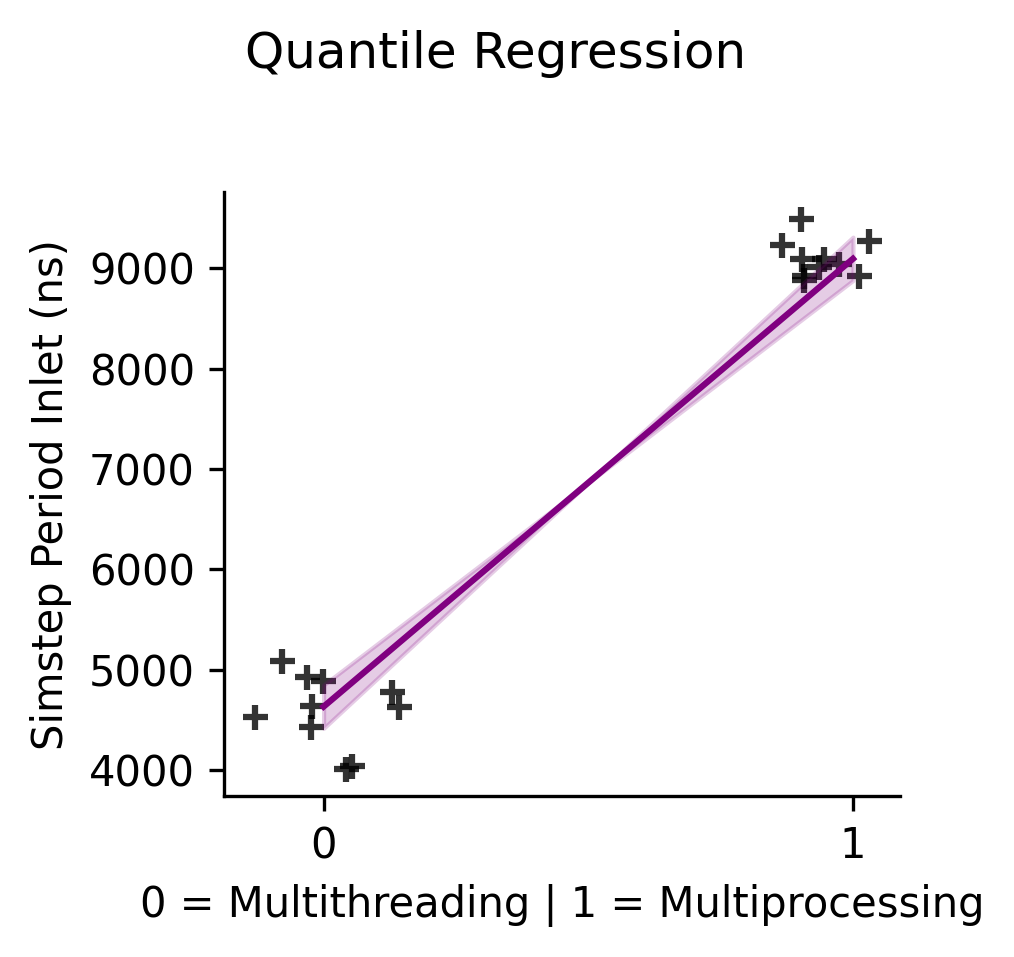 Quantile Regression
Simstep Period Inlet (ns)
9000
8000
7000
6000
5000
4000
0 1
0 = Multithreading | 1 = Multiprocessing